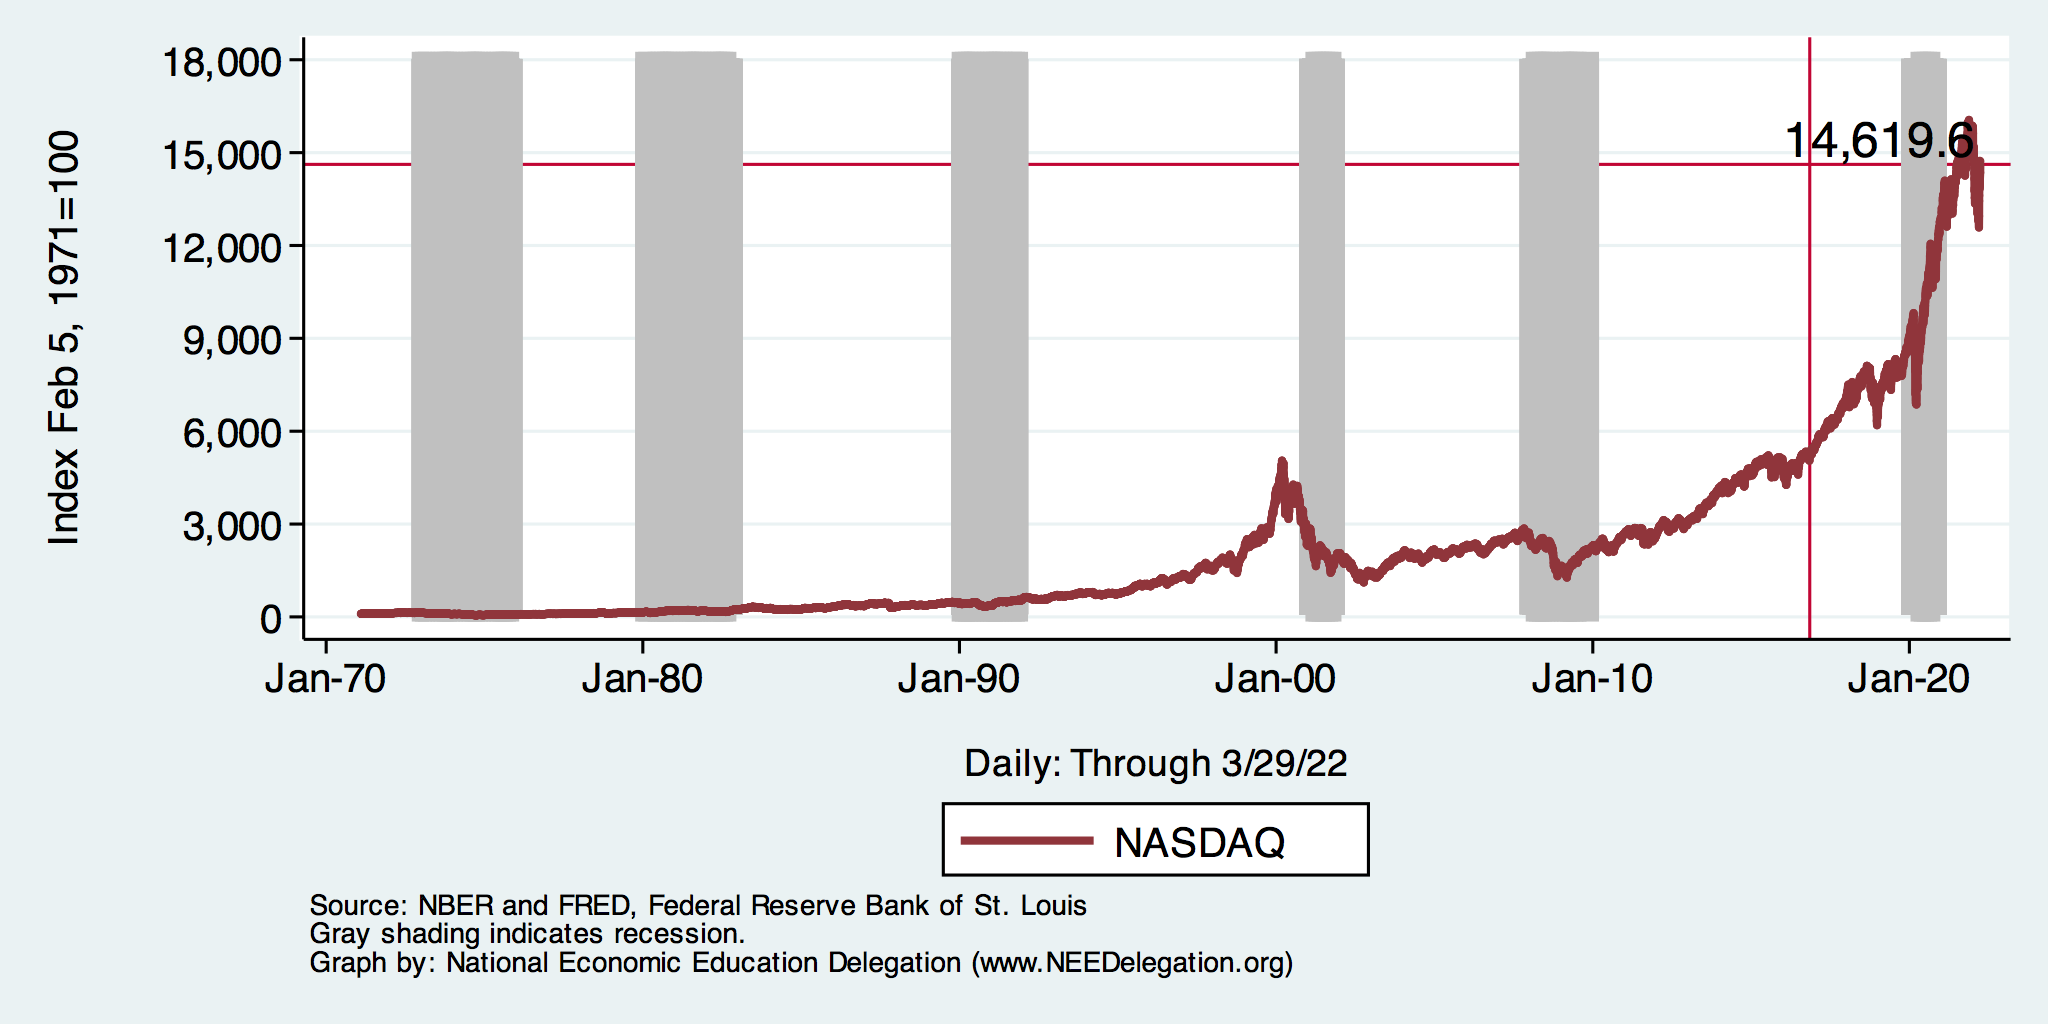 Index Feb 5, 1971=100
18,000
15,000
12,000
9,000
6,000
3,000
0
14,619.6
Jan-70 Jan-80 Jan-90 Jan-00 Jan-10 Jan-20
Daily: Through 3/29/22
NASDAQ
Source: NBER and FRED, Federal Reserve Bank of St. Louis
Gray shading indicates recession.
Graph by: National Economic Education Delegation (www.NEEDelegation.org)